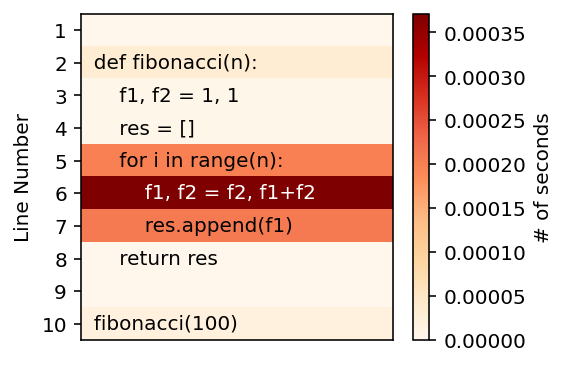 Line Number
1
2 def fibonacci(n):
3 f1, f2 = 1, 1
4 res = []
5 for i in range(n):
6 f1, f2 = f2, f1+f2
7 res.append(f1)
8 return res
9
10 fibonacci(100)
0.00035
0.00030
0.00025
0.00020
0.00015
0.00010
0.00005
0.00000
# of seconds